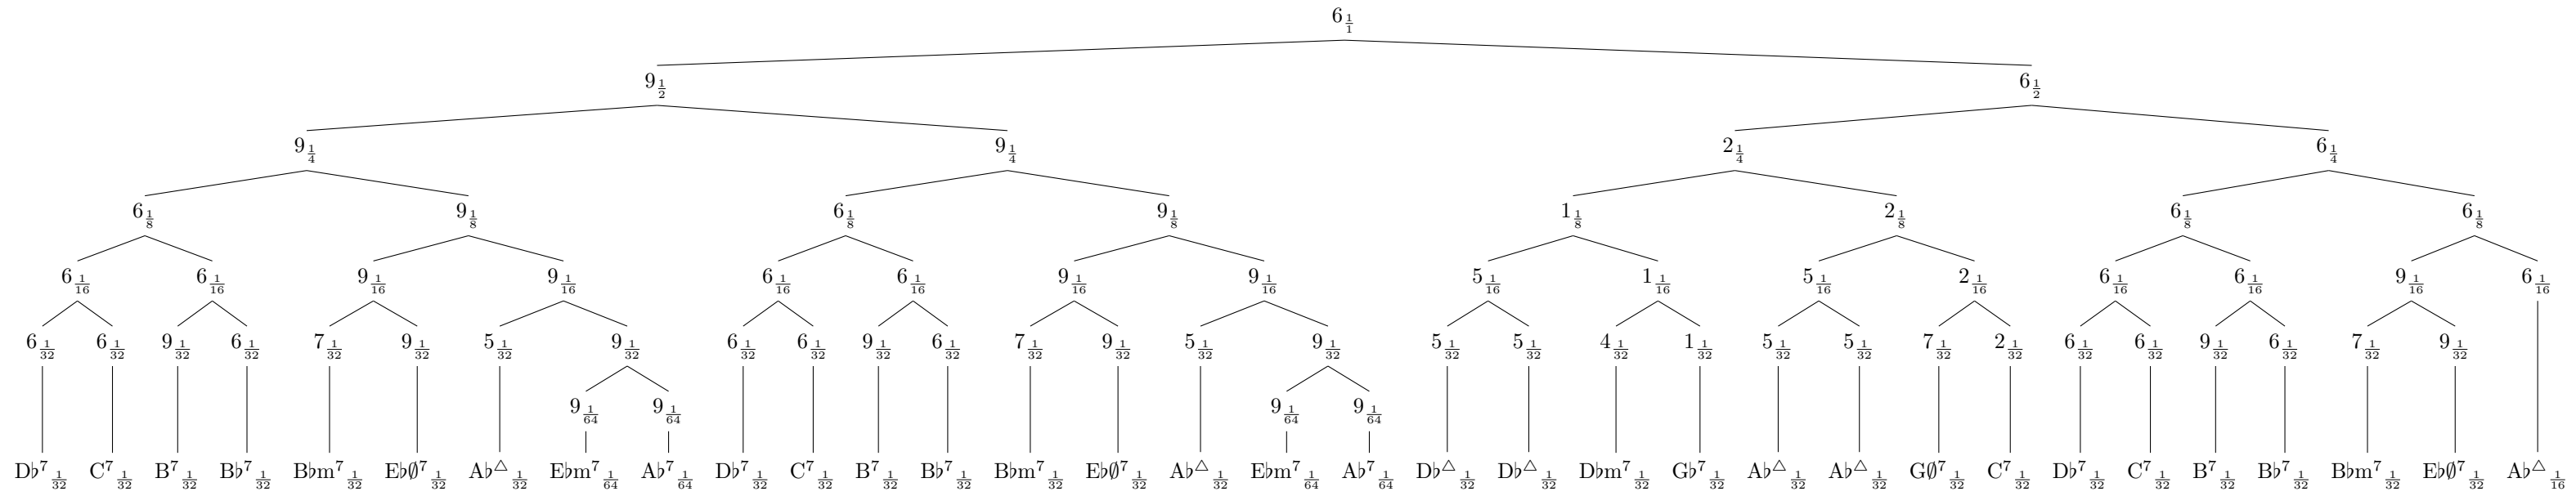 6 1/1
9 1/2 6 1/2
9 1/4 9 1/4 2 1/4 6 1/4
6 1/8 9 1/8 6 1/8 9 1/8 1 1/8 2 1/8 6 1/8 6 1/8
6 1/16 6 1/16 9 1/16 9 1/16 6 1/16 6 1/16 9 1/16 9 1/16 5 1/16 1 1/16 5 1/16 2 1/16 6 1/16 6 1/16 9 1/16 6 1/16
6 1/32 6 1/32 9 1/32 6 1/32 7 1/32 9 1/32 5 1/32 9 1/32 6 1/32 6 1/32 9 1/32 6 1/32 7 1/32 9 1/32 5 1/32 9 1/32 5 1/32 5 1/32 4 1/32 1 1/32 5 1/32 5 1/32 7 1/32 2 1/32 6 1/32 6 1/32 9 1/32 6 1/32 7 1/32 9 1/32
9 1/64 9 1/64 9 1/64 9 1/64
D♭⁷ 1/32 C⁷ 1/32 B⁷ 1/32 B♭⁷ 1/32 B♭m⁷ 1/32 E♭∅⁷ 1/32 A♭△ 1/32 E♭m⁷ 1/64 A♭⁷ 1/64 D♭⁷ 1/32 C⁷ 1/32 B⁷ 1/32 B♭⁷ 1/32 B♭m⁷ 1/32 E♭∅⁷ 1/32 A♭△ 1/32 E♭m⁷ 1/64 A♭⁷ 1/64 D♭△ 1/32 D♭△ 1/32 D♭m⁷ 1/32 G♭⁷ 1/32 A♭△ 1/32 A♭△ 1/32 G∅⁷ 1/32 C⁷ 1/32 D♭⁷ 1/32 C⁷ 1/32 B⁷ 1/32 B♭⁷ 1/32 B♭m⁷ 1/32 E♭∅⁷ 1/32 A♭△ 1/16